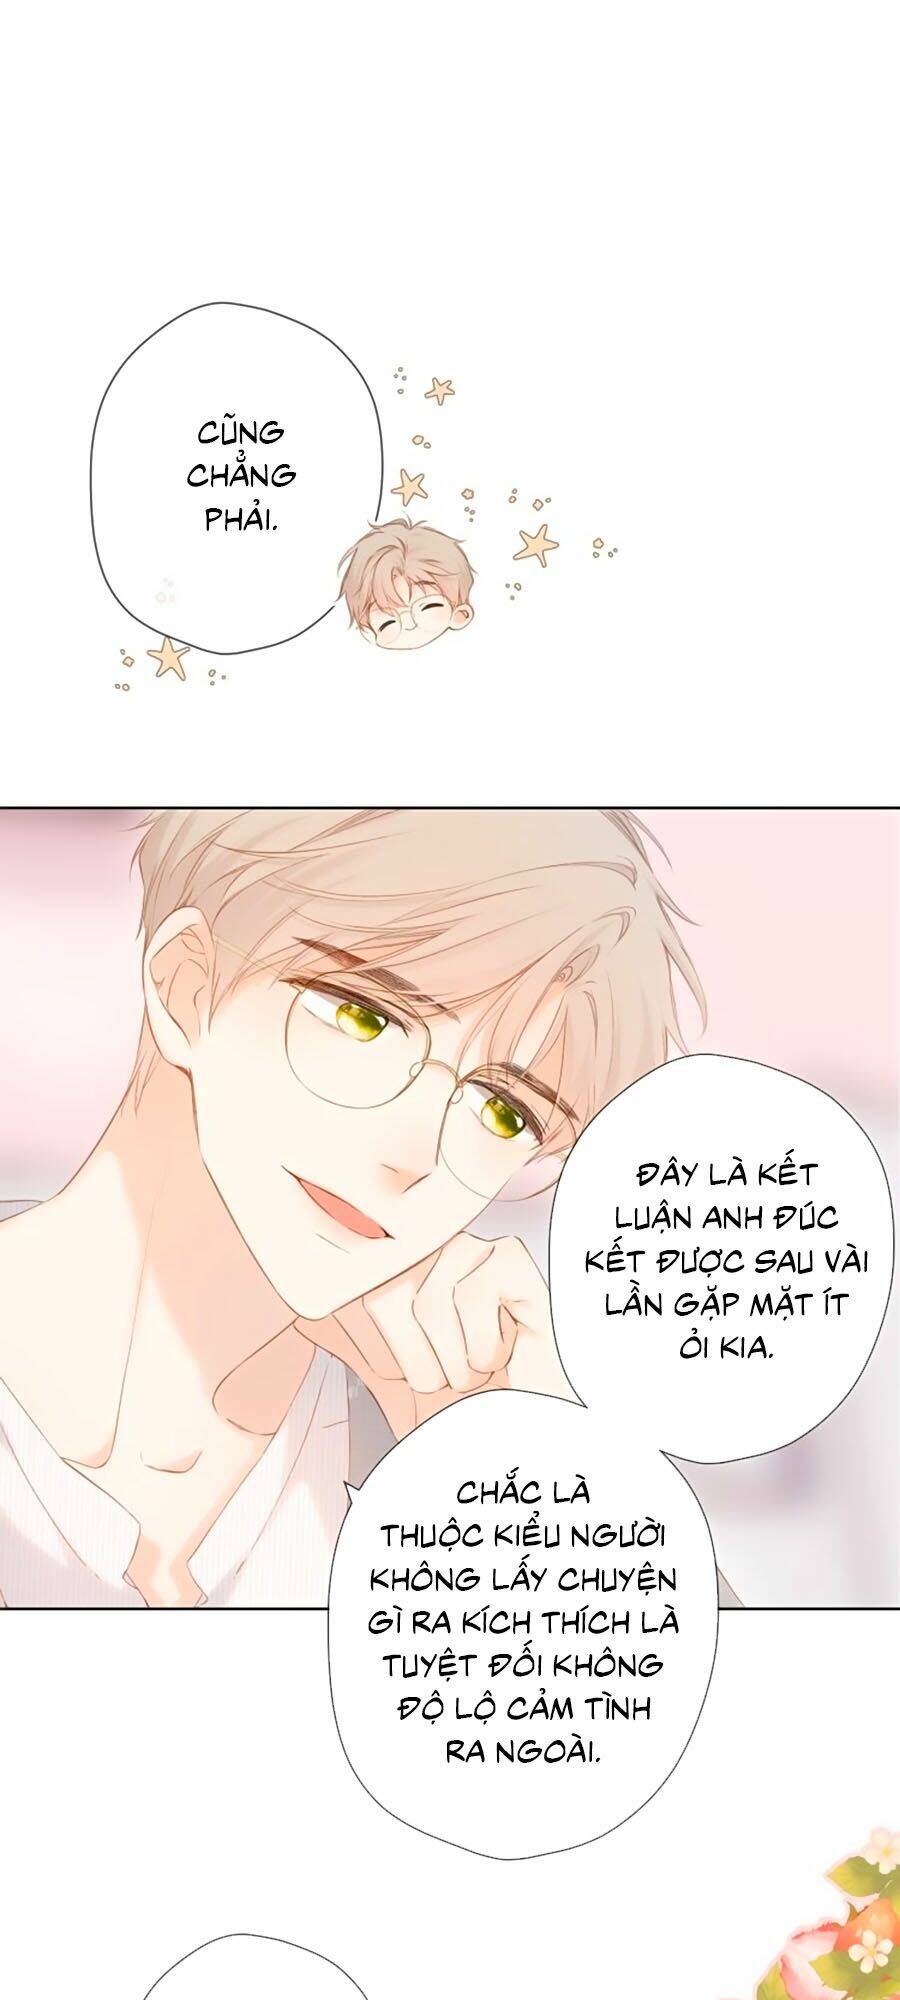 CŨNG
CHẲNG
PHẢI.
ĐÂY LÀ KẾT
LUẬN ANH ĐÚC
KẾT ĐƯỢC SAU VÀI
LẦN GẶP MẶT ÍT
ỎI KIA.
CHẮC LÀ
THUỘC KIỂU NGƯỜI
KHÔNG LẤY CHUYỆN
GÌ RA KÍCH THÍCH LÀ
TUYỆT ĐỐI KHÔNG
ĐỘ LỘ CẢM TÌNH
RA NGOÀI.